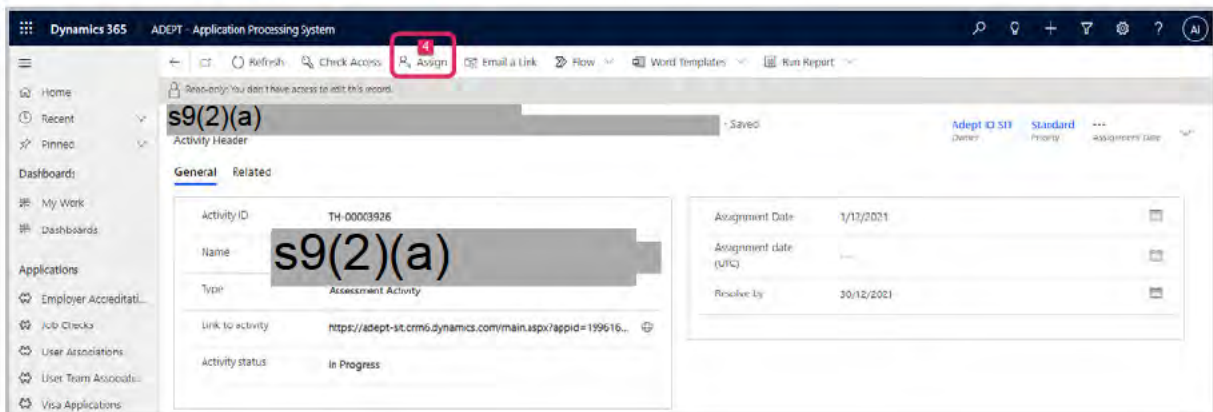 Dynamics 365 ADEPT - Application Processing System ? AI
4
Refresh Check Access Assign Email a Link Flow Word Templates Run Report
Home Read-only: You don't have access to edit this record.
Recent s9(2)(a) - Saved Adept IQ SIT Standard ---
Pinned Activity Header Owner Priority Assignment Date
Dashboards General Related
My Work
Dashboards
Activity ID TH-00003926 Assignment Date 1/12/2021
Name s9(2)(a) Assignment date (UTC) ---
Applications
Type Assessment Activity Resolve by 30/12/2021
Employer Accreditati...
Job Checks Link to activity https://adept-sit.crm6.dynamics.com/main.aspx?appid=199616...
User Associations
Activity status In Progress
User Team Associati...
Visa Applications